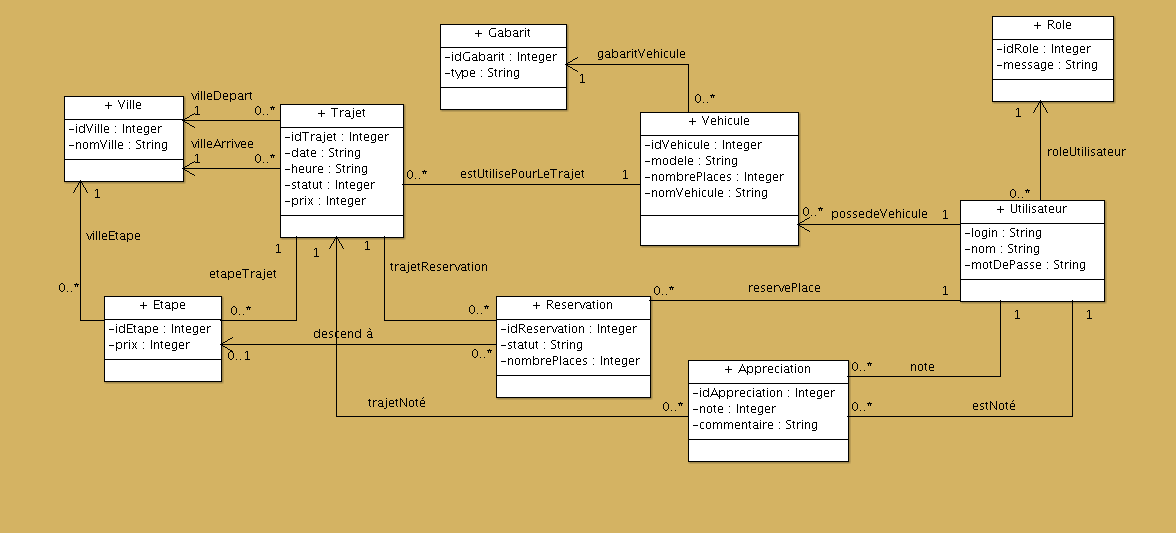 + Gabarit
-idGabarit : Integer
-type : String
gabaritVehicule
1
0..*
+ Role
-idRole : Integer
-message : String
1
roleUtilisateur
0..*
+ Ville
-idVille : Integer
-nomVille : String
villeDepart
1
0..*
villeArrivee
1
0..*
+ Trajet
-idTrajet : Integer
-date : String
-heure : String
-statut : Integer
-prix : Integer
0..*
estUtilisePourLeTrajet
1
+ Vehicule
-idVehicule : Integer
-modele : String
-nombrePlaces : Integer
-nomVehicule : String
0..*
possedeVehicule
1
+ Utilisateur
-login : String
-nom : String
-motDePasse : String
1
villeEtape
0..*
1
etapeTrajet
0..*
1
1
trajetReservation
0..*
+ Etape
-idEtape : Integer
-prix : Integer
descend à
0..1
0..*
+ Reservation
-idReservation : Integer
-statut : String
-nombrePlaces : Integer
0..*
reservePlace
1
1
1
+ Appreciation
-idAppreciation : Integer
-note : Integer
-commentaire : String
0..*
note
0..*
estNoté
trajetNoté
0..*